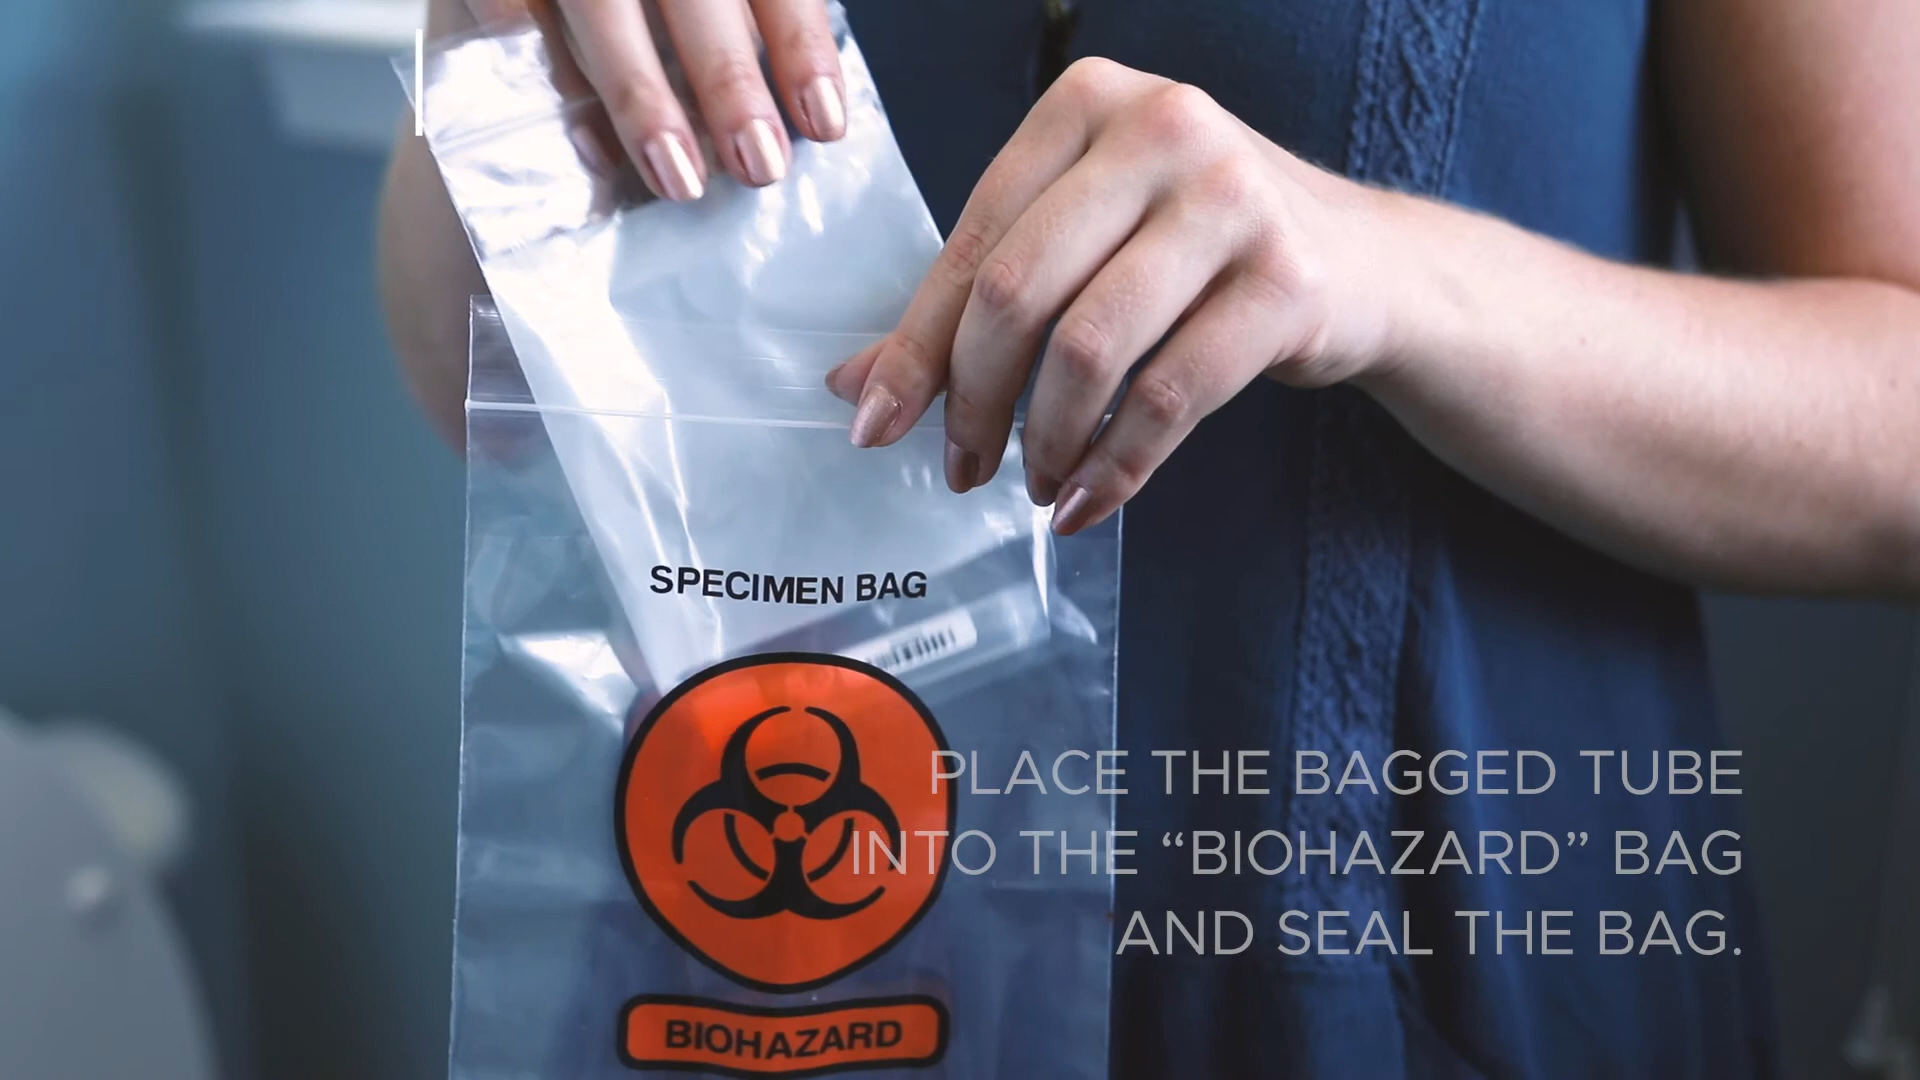 SPECIMEN BAG
BIOHAZARD
PLACE THE BAGGED TUBE
INTO THE “BIOHAZARD” BAG
AND SEAL THE BAG.